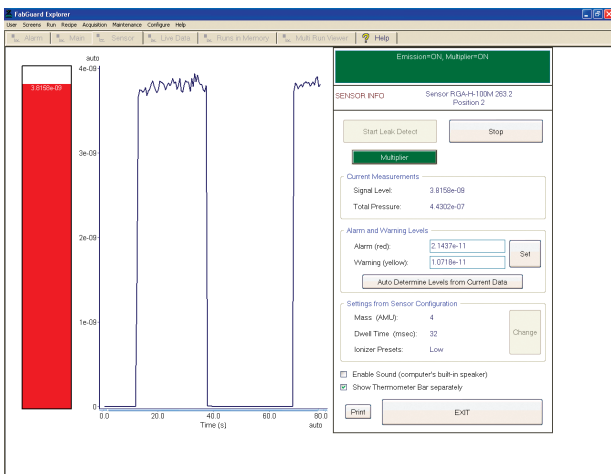 FabGuard Explorer
User Screens Run Recipe Acquisition Maintenance Configure Help
Alarm Main Sensor Live Data Runs in Memory Multi Run Viewer Help
Emission=ON, Multiplier=ON
SENSOR INFO Sensor RGA-H-100M 263.2
Position 2
Start Leak Detect Stop
Multiplier
Current Measurements
Signal Level: 3.8158e-09
Total Pressure: 4.4302e-07
Alarm and Warning Levels
Alarm (red): 2.1437e-11
Warning (yellow): 1.0718e-11
Set
Auto Determine Levels from Current Data
Settings from Sensor Configuration
Mass (AMU): 4
Dwell Time (msec): 32
Ionizer Presets: Low
Change
Enable Sound (computer's built-in speaker)
Show Thermometer Bar separately
Print EXIT
3.8158e-09
auto
4e-09
3e-09
2e-09
1e-09
0
0.0 20.0 40.0 60.0 80.0
Time (s) auto